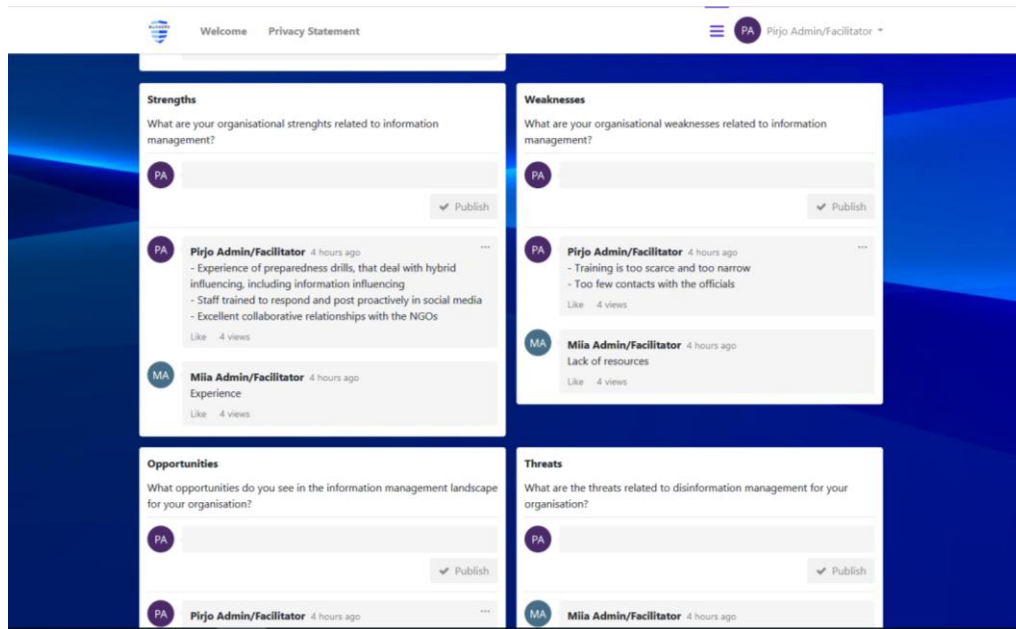 Welcome
Privacy Statement
PA
Pirjo Admin/Facilitator
Strengths
What are your organisational strenghts related to information
management?
PA
Publish
PA
Pirjo Admin/Facilitator 4 hours ago
- Experience of preparedness drills, that deal with hybrid
influencing, including information influencing
- Staff trained to respond and post proactively in social media
- Excellent collaborative relationships with the NGOs
Like 4 views
MA
Miia Admin/Facilitator 4 hours ago
Experience
Like 4 views
Weaknesses
What are your organisational weaknesses related to information
management?
PA
Publish
PA
Pirjo Admin/Facilitator 4 hours ago
- Training is too scarce and too narrow
- Too few contacts with the officials
Like 4 views
MA
Miia Admin/Facilitator 4 hours ago
Lack of resources
Like 4 views
Opportunities
What opportunities do you see in the information management landscape
for your organisation?
PA
Publish
PA
Pirjo Admin/Facilitator 4 hours ago
Threats
What are the threats related to disinformation management for your
organisation?
PA
Publish
MA
Miia Admin/Facilitator 4 hours ago